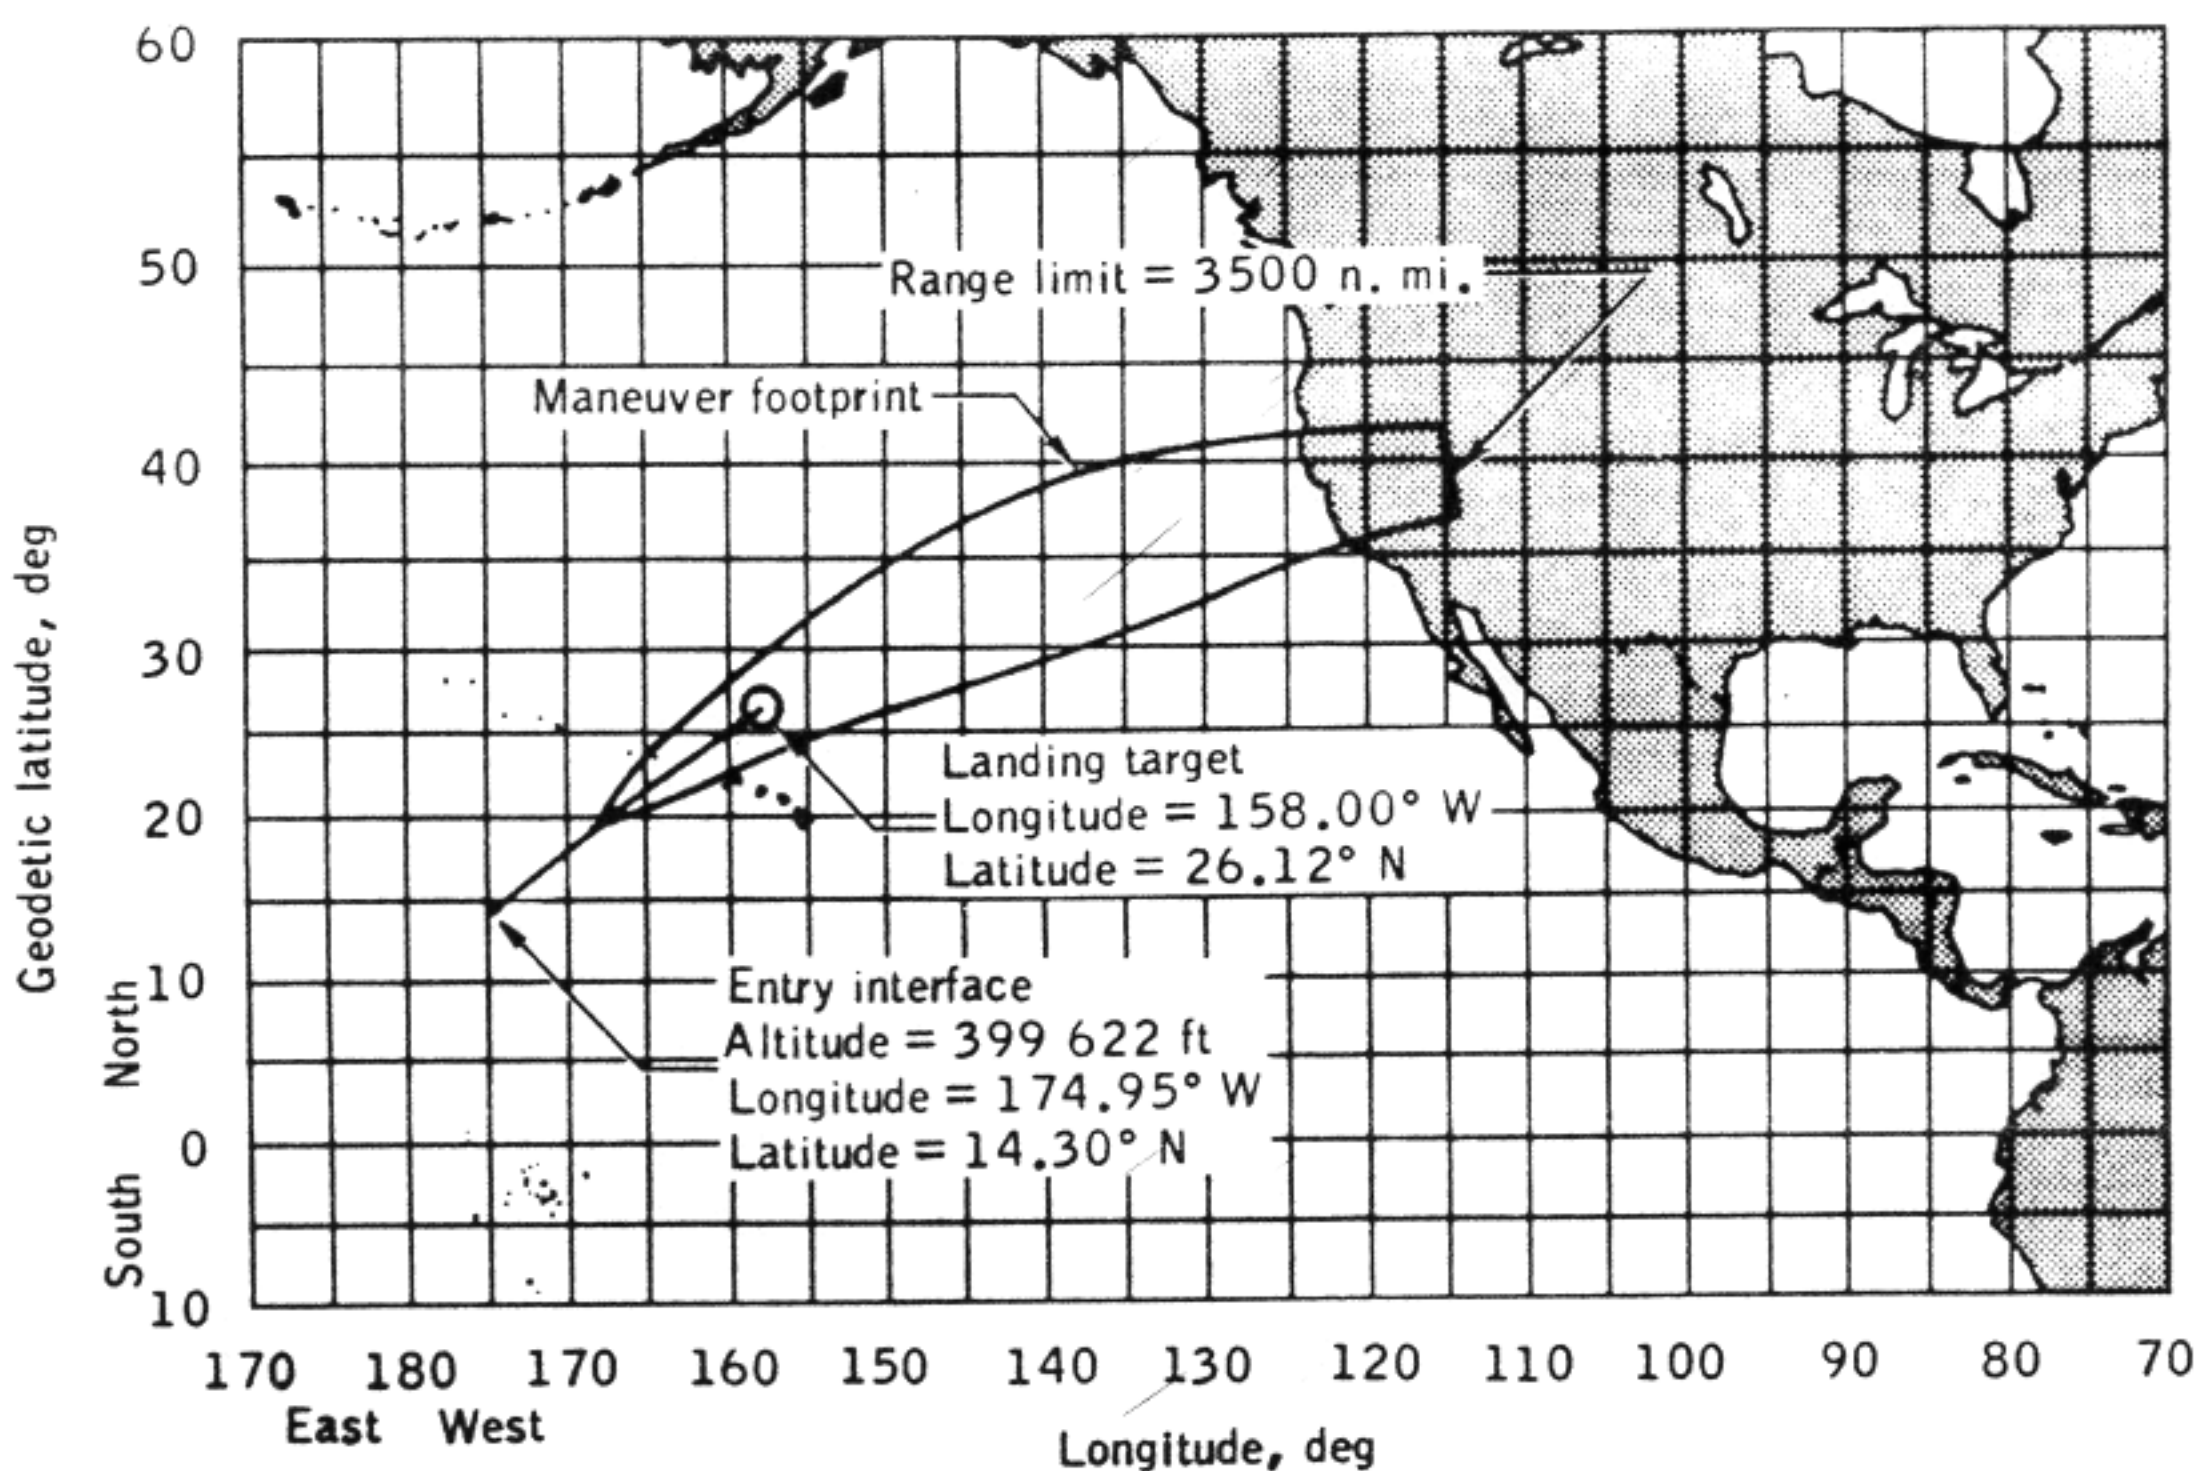 60
50
40
30
20
10
0
10
Geodetic latitude, deg
North
South
Range limit = 3500 n. mi.
Maneuver footprint
Landing target
Longitude = 158.00° W
Latitude = 26.12° N
Entry interface
Altitude = 399 622 ft
Longitude = 174.95° W
Latitude = 14.30° N
170 180 170 160 150 140 130 120 110 100 90 80 70
East West
Longitude, deg